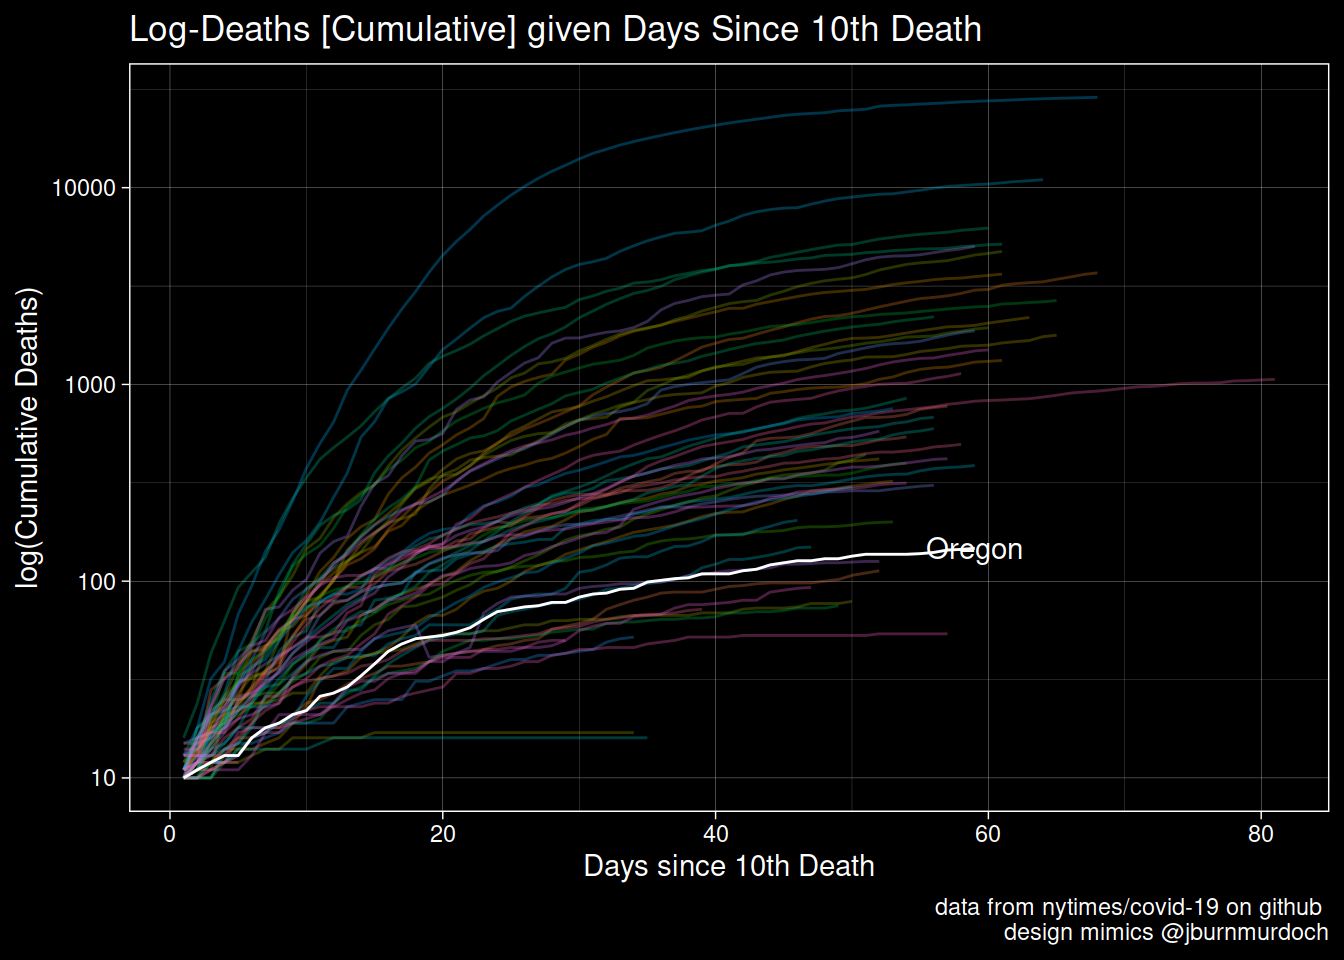 Log-Deaths [Cumulative] given Days Since 10th Death
log(Cumulative Deaths)
10000
1000
100
10
Oregon
0 20 40 60 80
Days since 10th Death
data from nytimes/covid-19 on github
design mimics @jburnmurdoch